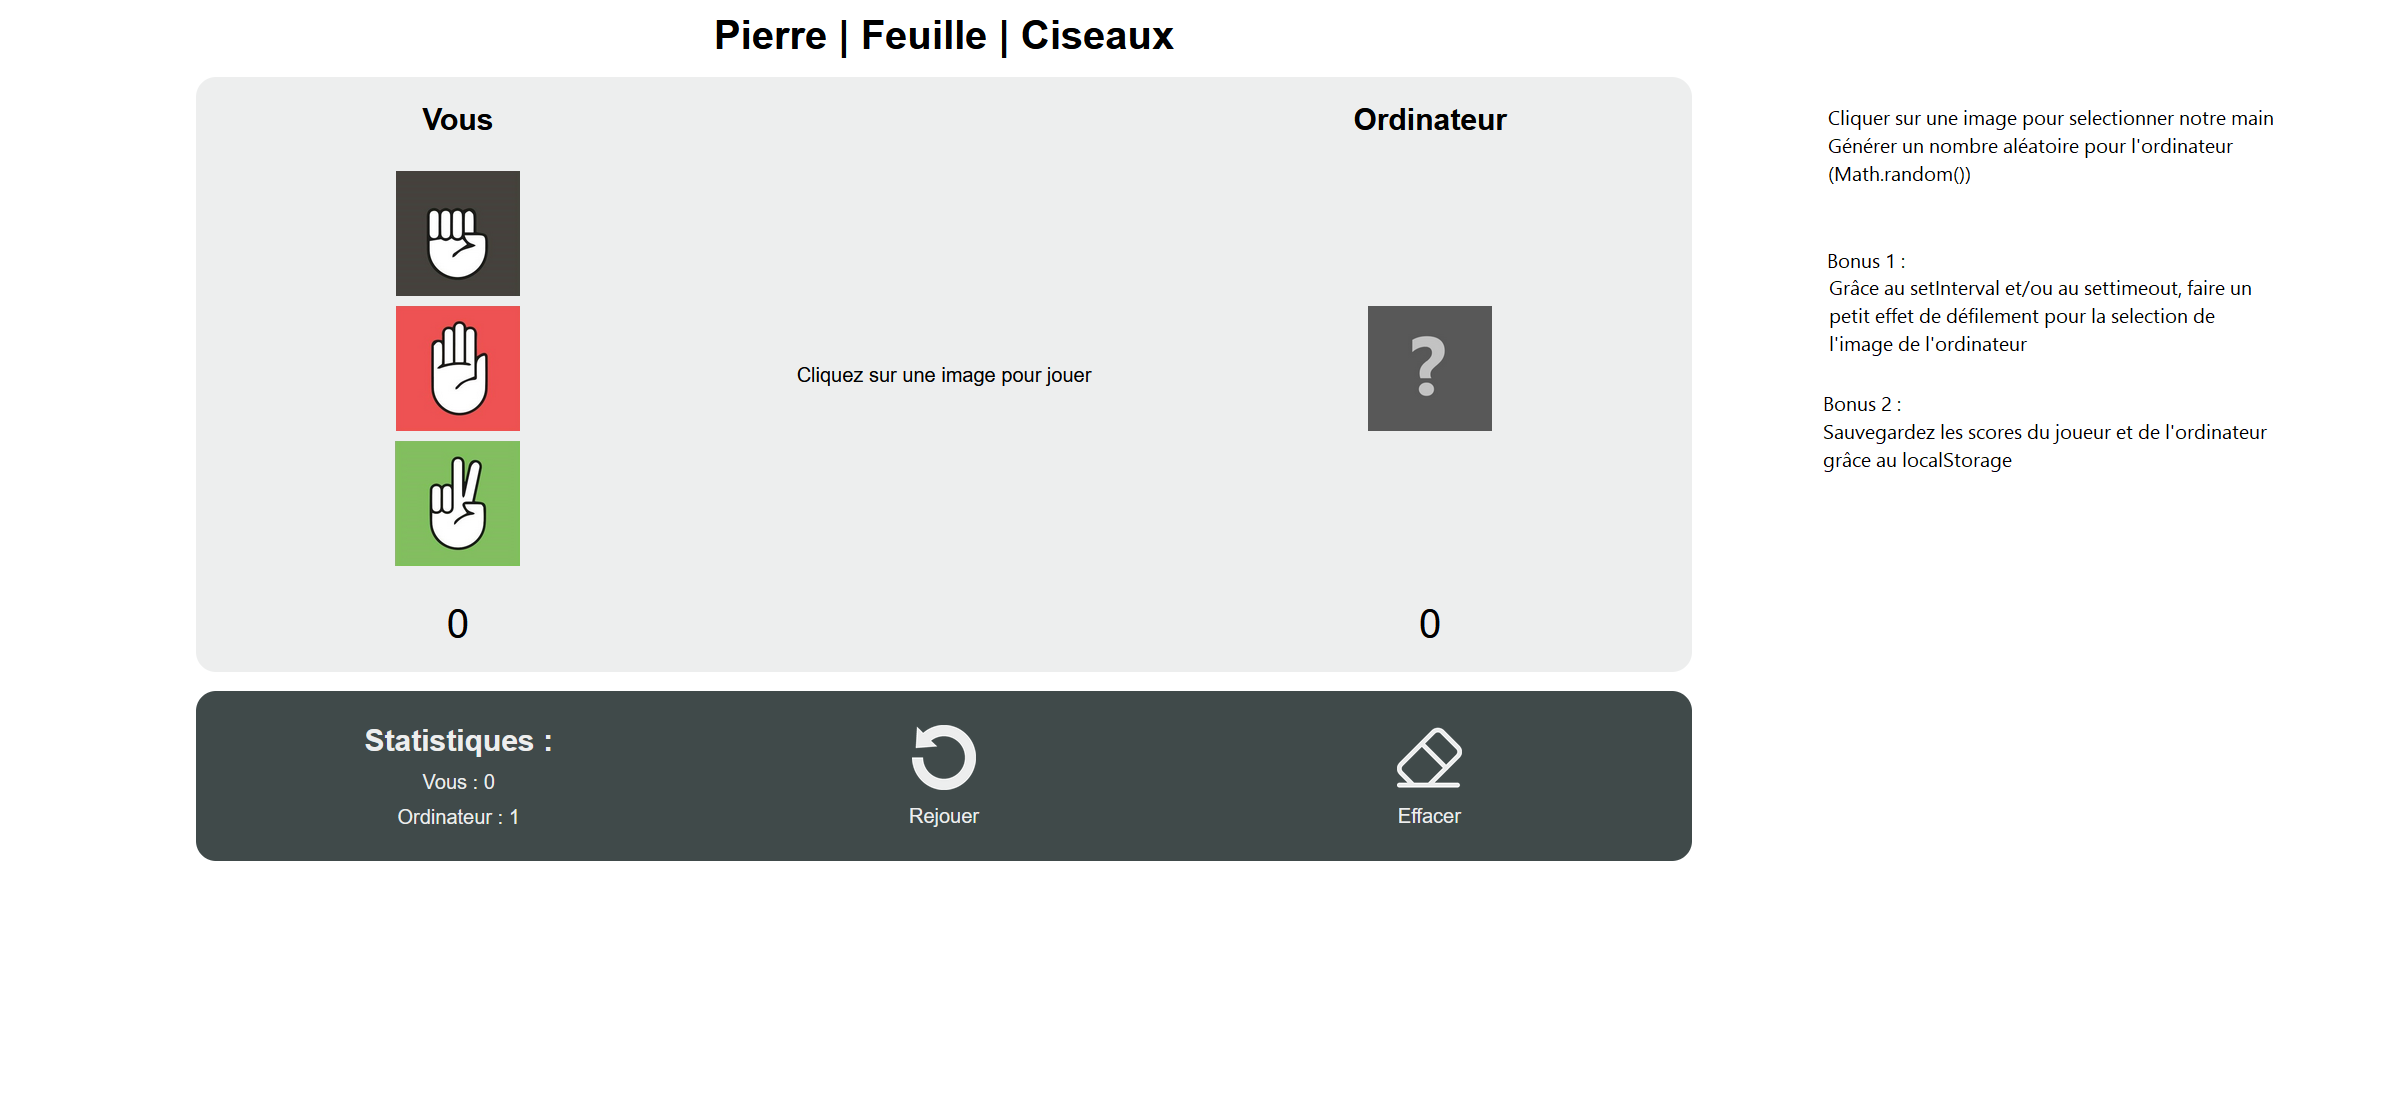 Pierre | Feuille | Ciseaux
Vous
Ordinateur
Cliquez sur une image pour jouer
?
0
0
Statistiques :
Vous : 0
Ordinateur : 1
Rejouer
Effacer
Cliquer sur une image pour selectionner notre main
Générer un nombre aléatoire pour l'ordinateur
(Math.random())
Bonus 1 :
Grâce au setInterval et/ou au settimeout, faire un
petit effet de défilement pour la selection de
l'image de l'ordinateur
Bonus 2 :
Sauvegardez les scores du joueur et de l'ordinateur
grâce au localStorage